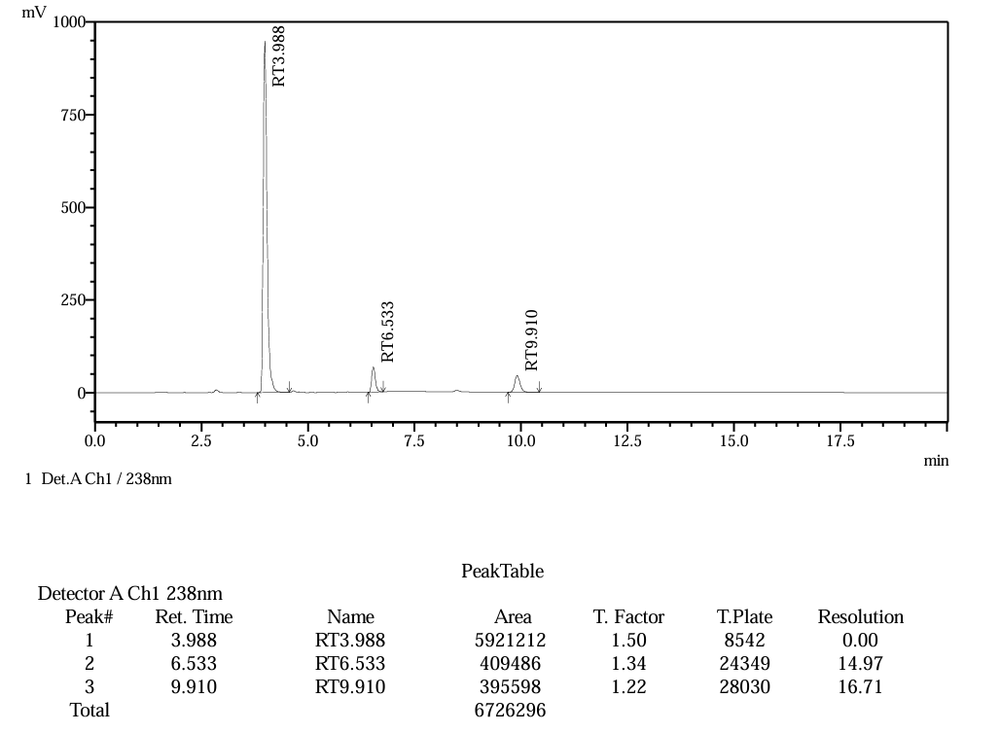 mV
1000
RT3.988
750
500
250
RT6.533
RT9.910
0
0.0 2.5 5.0 7.5 10.0 12.5 15.0 17.5
min
1 Det.A Ch1 / 238nm
PeakTable
Detector A Ch1 238nm
Peak# Ret. Time Name Area T. Factor T.Plate Resolution
1 3.988 RT3.988 5921212 1.50 8542 0.00
2 6.533 RT6.533 409486 1.34 24349 14.97
3 9.910 RT9.910 395598 1.22 28030 16.71
Total 6726296